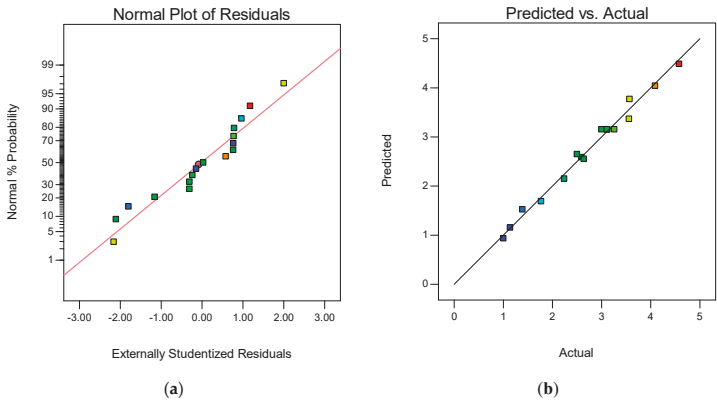 Normal Plot of Residuals
Normal % Probability
99
95
90
80
70
50
30
20
10
5
1
-3.00 -2.00 -1.00 0.00 1.00 2.00 3.00
Externally Studentized Residuals
(a)
Predicted vs. Actual
Predicted
5
4
3
2
1
0
0 1 2 3 4 5
Actual
(b)